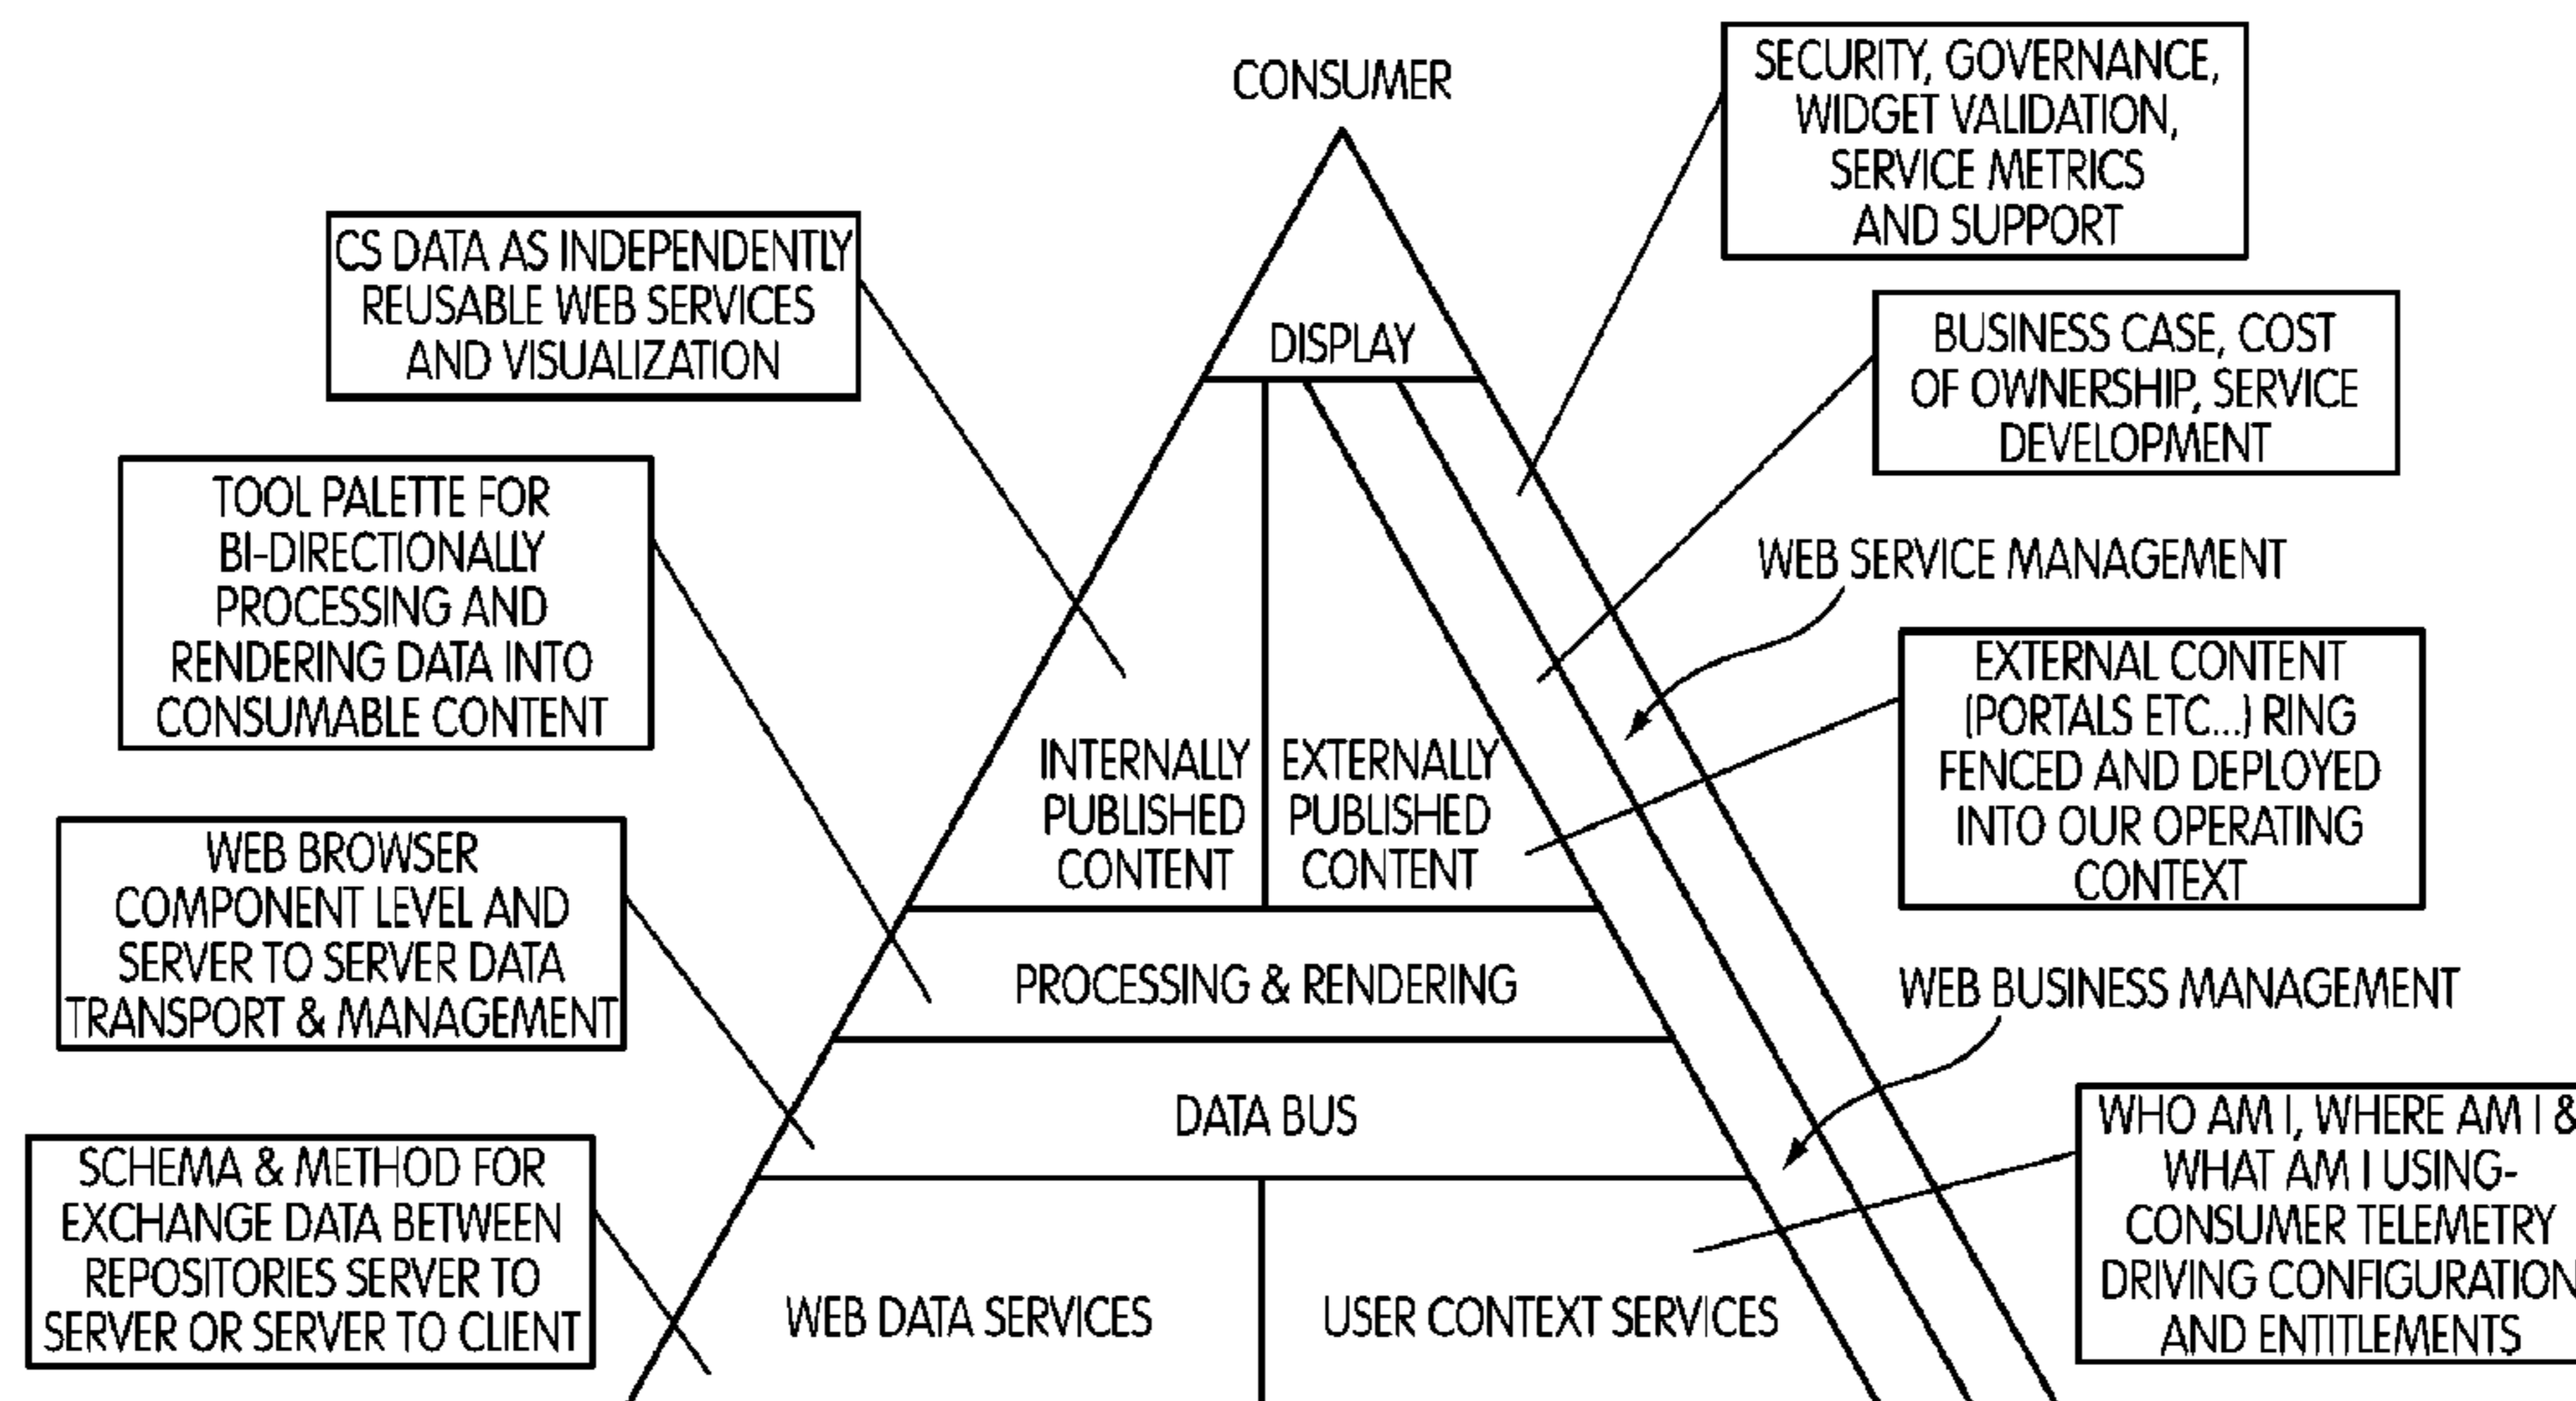 CONSUMER
SECURITY, GOVERNANCE,
WIDGET VALIDATION,
SERVICE METRICS
AND SUPPORT
CS DATA AS INDEPENDENTLY
REUSABLE WEB SERVICES
AND VISUALIZATION
DISPLAY
BUSINESS CASE, COST
OF OWNERSHIP, SERVICE
DEVELOPMENT
TOOL PALETTE FOR
BI-DIRECTIONALLY
PROCESSING AND
RENDERING DATA INTO
CONSUMABLE CONTENT
WEB SERVICE MANAGEMENT
INTERNALLY
PUBLISHED
CONTENT
EXTERNALLY
PUBLISHED
CONTENT
EXTERNAL CONTENT
(PORTALS ETC...) RING
FENCED AND DEPLOYED
INTO OUR OPERATING
CONTEXT
WEB BROWSER
COMPONENT LEVEL AND
SERVER TO SERVER DATA
TRANSPORT & MANAGEMENT
PROCESSING & RENDERING
WEB BUSINESS MANAGEMENT
DATA BUS
SCHEMA & METHOD FOR
EXCHANGE DATA BETWEEN
REPOSITORIES SERVER TO
SERVER OR SERVER TO CLIENT
WHO AM I, WHERE AM I &
WHAT AM I USING-
CONSUMER TELEMETRY
DRIVING CONFIGURATION
AND ENTITLEMENTS
WEB DATA SERVICES
USER CONTEXT SERVICES